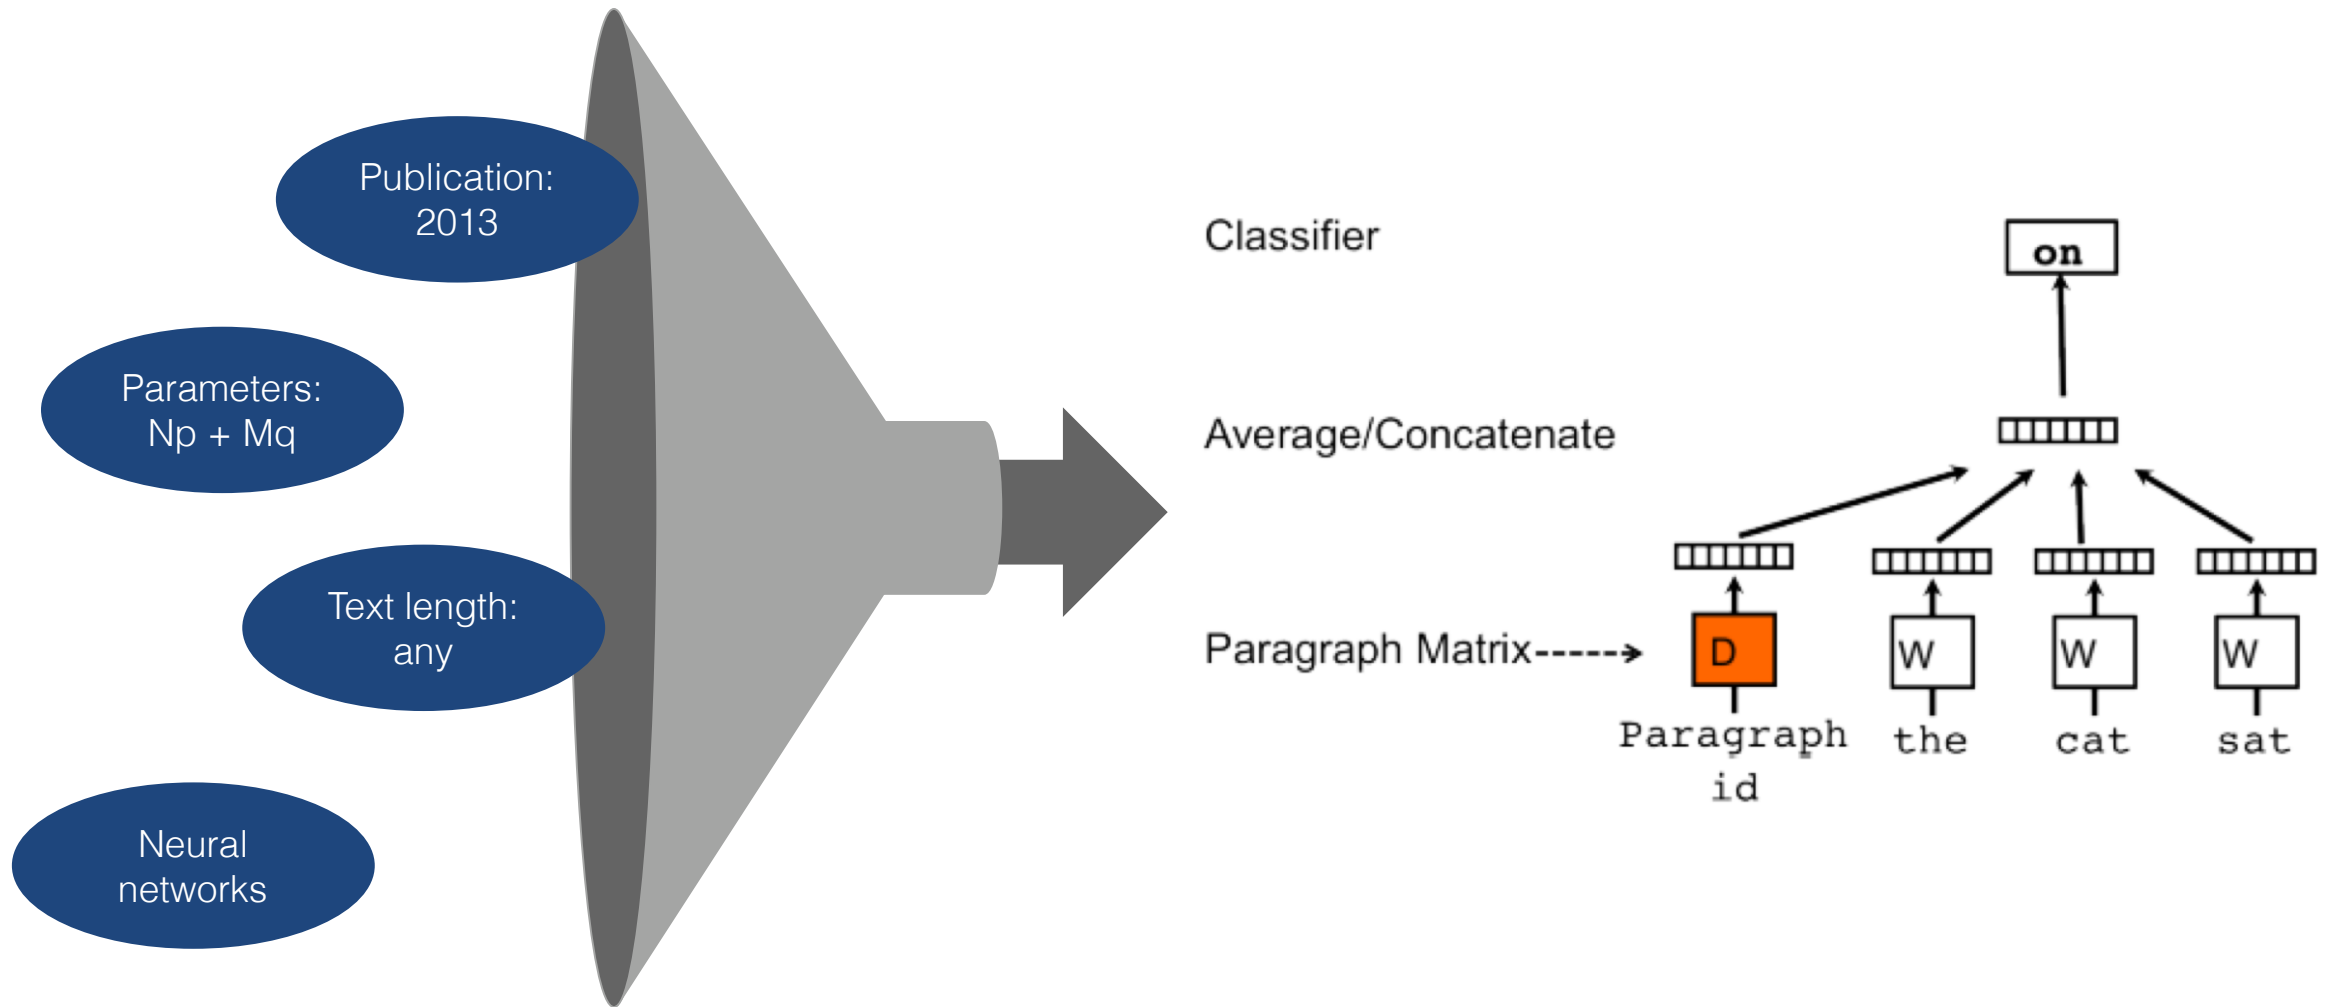 Publication:
2013
Parameters:
Np + Mq
Text length:
any
Neural
networks
Classifier
on
Average/Concatenate
Paragraph Matrix
D
W
W
W
Paragraph
id
the
cat
sat